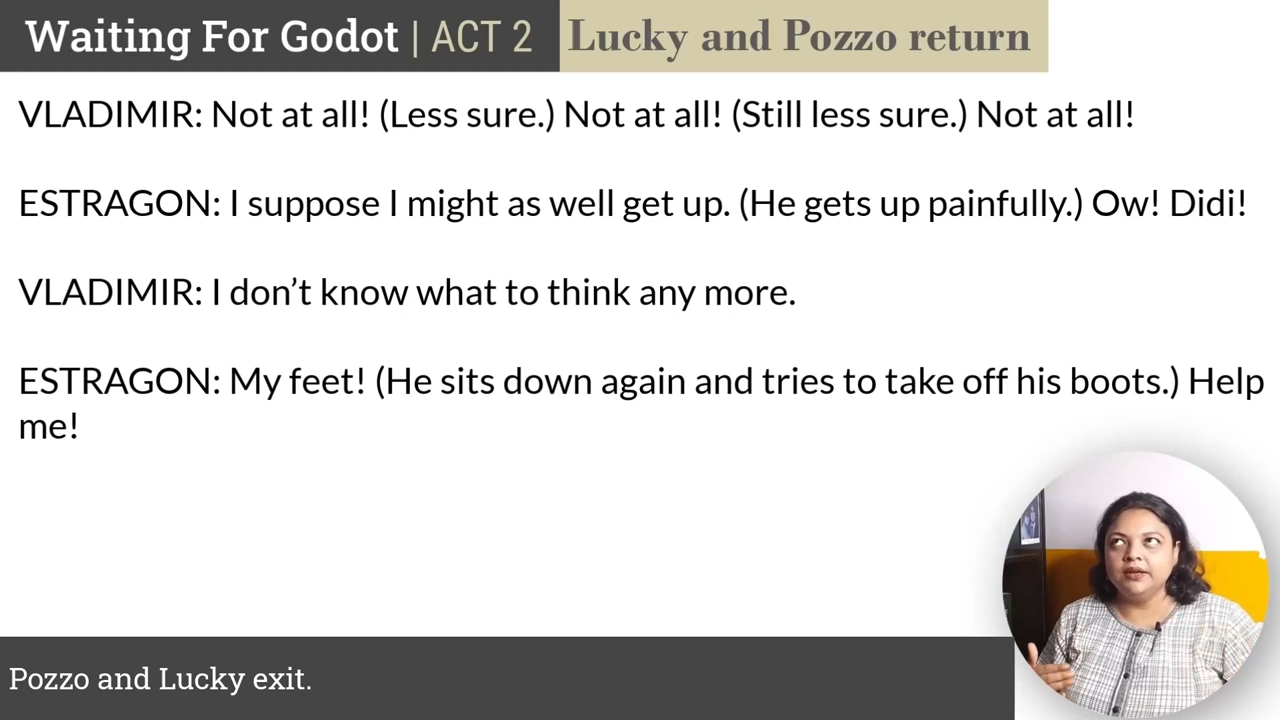 Waiting For Godot | ACT 2 Lucky and Pozzo return
VLADIMIR: Not at all! (Less sure.) Not at all! (Still less sure.) Not at all!
ESTRAGON: I suppose I might as well get up. (He gets up painfully.) Ow! Didi!
VLADIMIR: I don’t know what to think any more.
ESTRAGON: My feet! (He sits down again and tries to take off his boots.) Help
me!
Pozzo and Lucky exit.